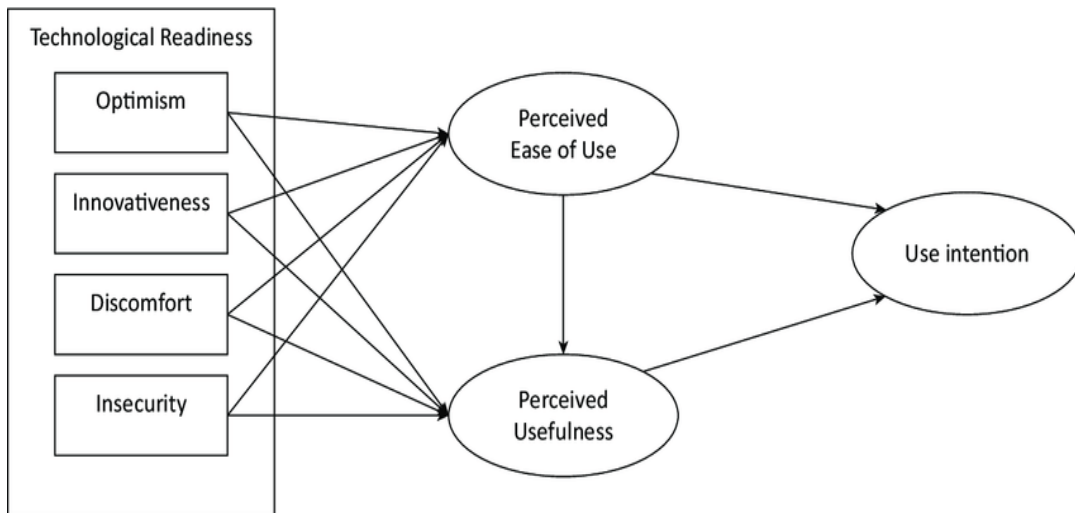 Technological Readiness
Optimism
Innovativeness
Discomfort
Insecurity
Perceived
Ease of Use
Perceived
Usefulness
Use intention